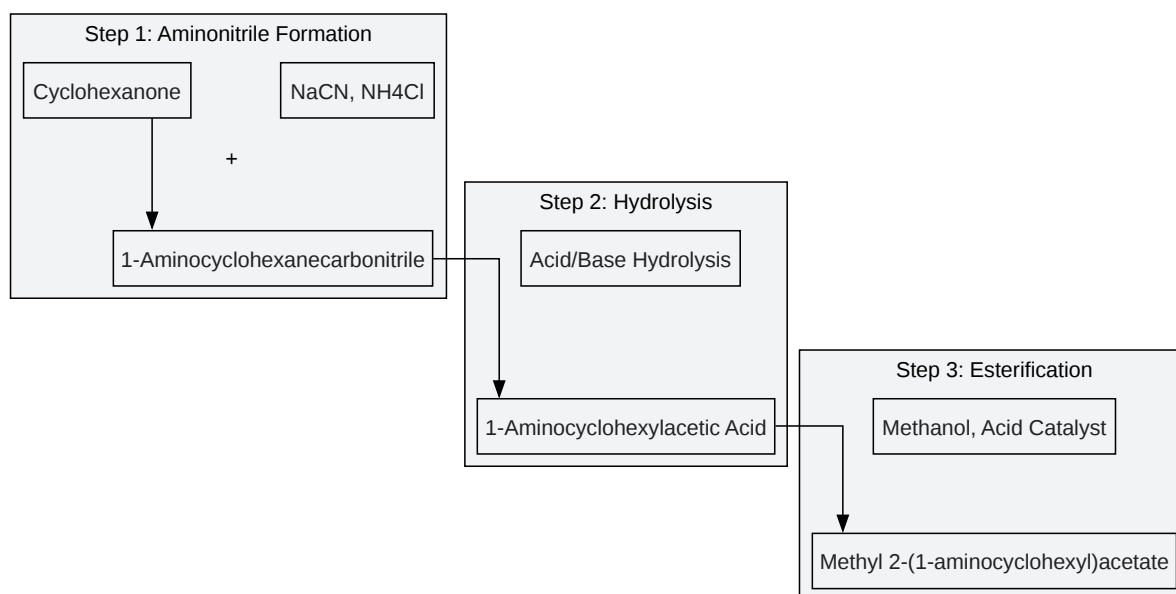 Step 1: Aminonitrile Formation
Cyclohexanone
NaCN, NH4Cl
+
1-Aminocyclohexanecarbonitrile
Step 2: Hydrolysis
Acid/Base Hydrolysis
1-Aminocyclohexylacetic Acid
Step 3: Esterification
Methanol, Acid Catalyst
Methyl 2-(1-aminocyclohexyl)acetate